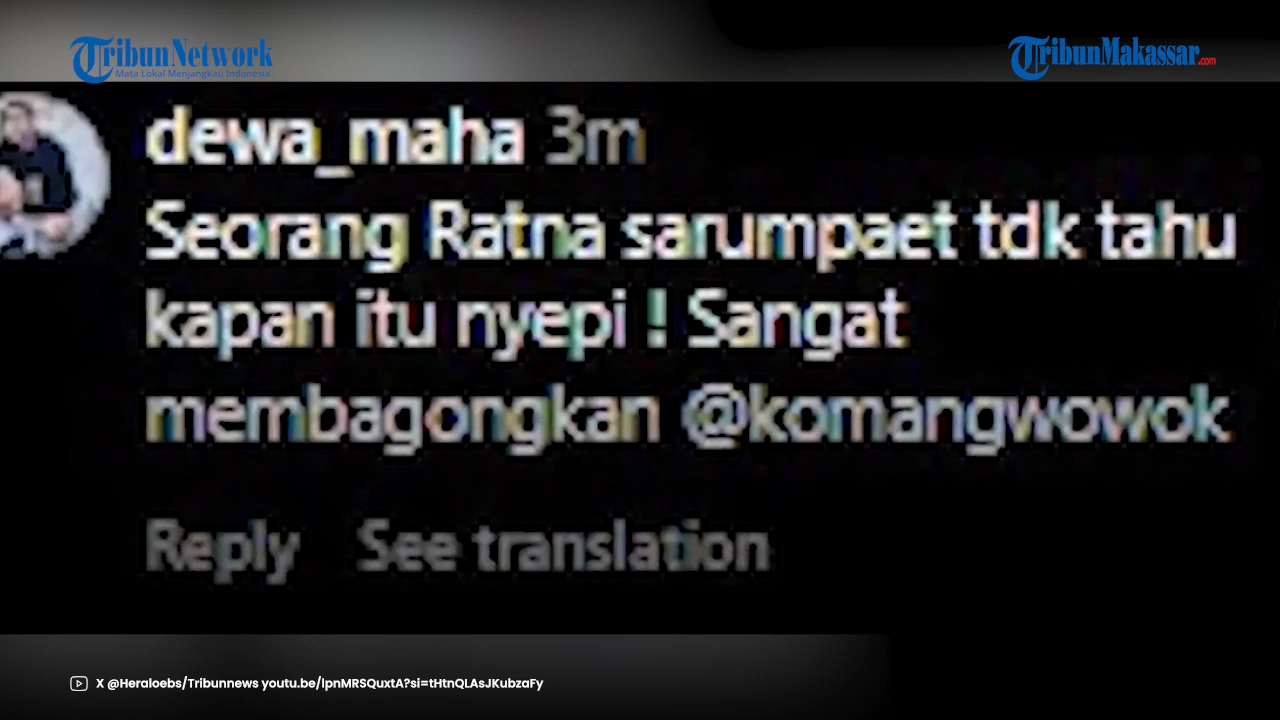 TribunNetwork
Mata Lokal Menjangkau Indonesia
TribunMakassar.com
dewa_maha 3m
Seorang Ratna sarumpaet tdk tahu
kapan itu nyepi ! Sangat
membagongkan @komangwowok
Reply See translation
X @Heraloebs/Tribunnews youtu.be/IpnMRSQuxtA?si=tHtnQLAsJKubzaFy